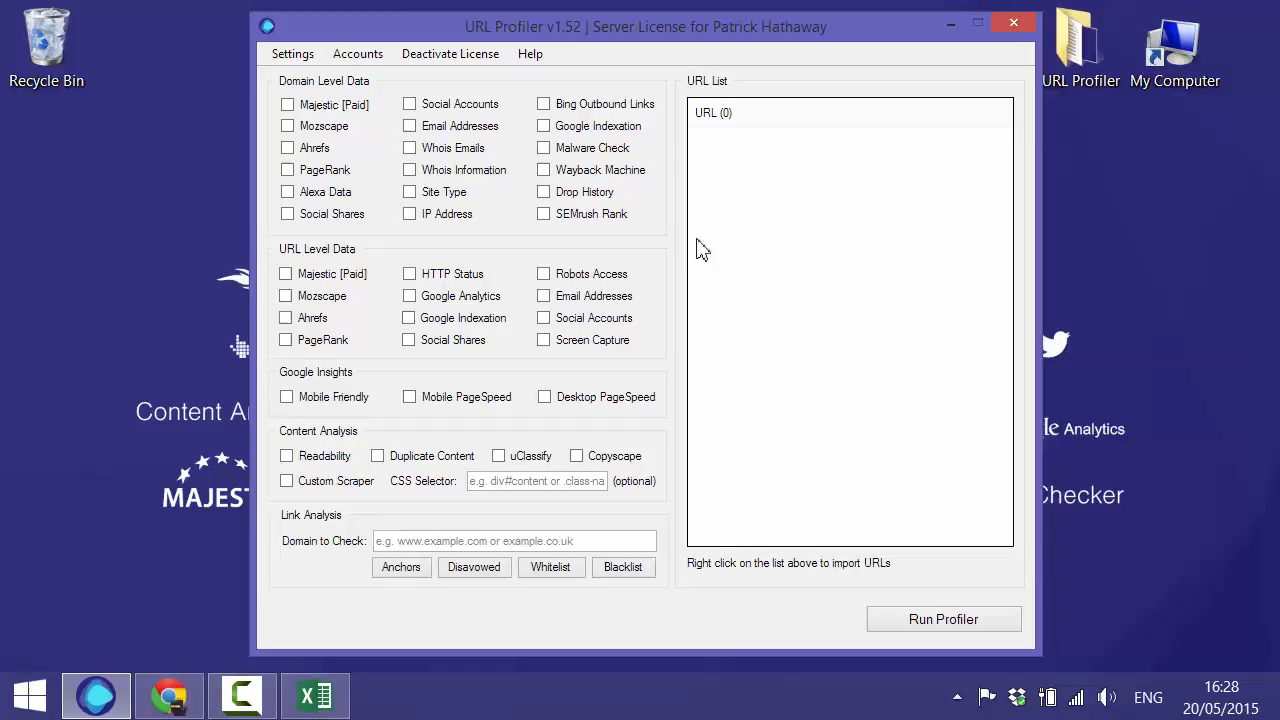 Recycle Bin
URL Profiler v1.52 | Server License for Patrick Hathaway
URL Profiler
My Computer
Settings Accounts Deactivate License Help
Domain Level Data
Majestic [Paid] Social Accounts Bing Outbound Links
Mozscape Email Addresses Google Indexation
Ahrefs Whois Emails Malware Check
PageRank Whois Information Wayback Machine
Alexa Data Site Type Drop History
Social Shares IP Address SEMrush Rank
URL Level Data
Majestic [Paid] HTTP Status Robots Access
Mozscape Google Analytics Email Addresses
Ahrefs Google Indexation Social Accounts
PageRank Social Shares Screen Capture
Google Insights
Mobile Friendly Mobile PageSpeed Desktop PageSpeed
Content Analysis
Readability Duplicate Content uClassify Copyscape
Custom Scraper CSS Selector: e.g. div#content or .class-na (optional)
Link Analysis
Domain to Check: e.g. www.example.com or example.co.uk
Anchors Disavowed Whitelist Blacklist
URL List
URL (0)
Right click on the list above to import URLs
Run Profiler
Content A
MAJEST
le Analytics
Checker
ENG
16:28
20/05/2015